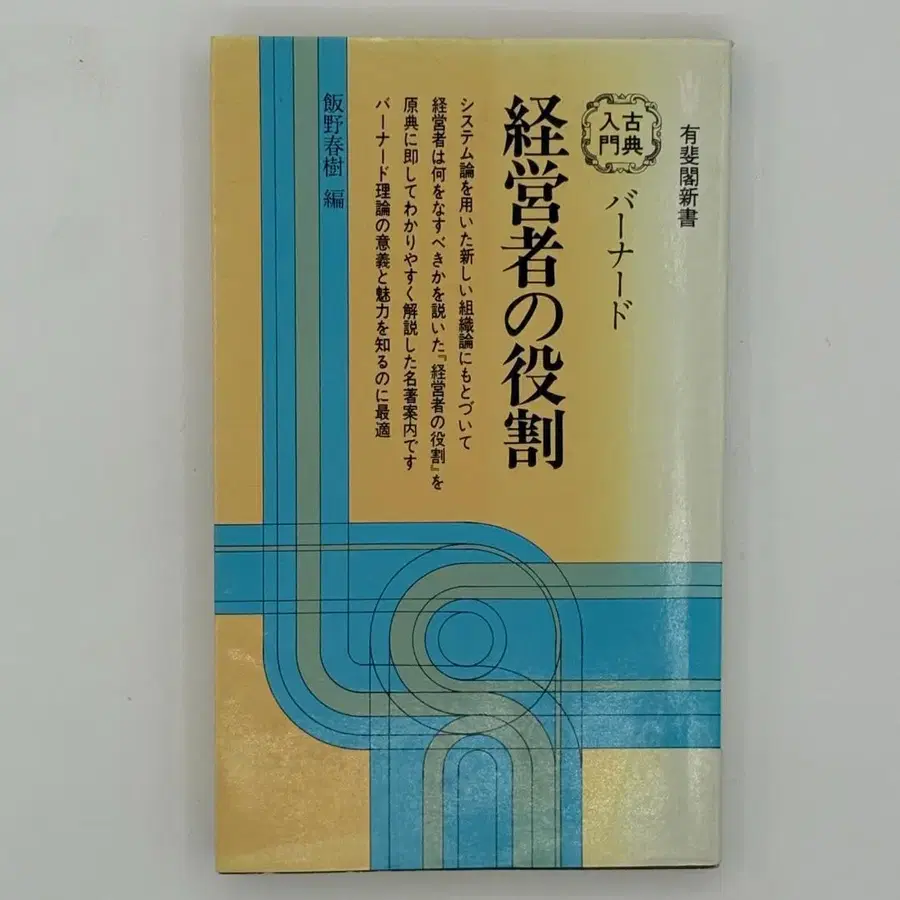 有斐閣新書
古典
入門
バーナード
経営者の役割
システム論を用いた新しい組織論にもとづいて
経営者は何をなすべきかを説いた『経営者の役割』を
原典に即してわかりやすく解説した名著案内です
バーナード理論の意義と魅力を知るのに最適
飯野春樹 編